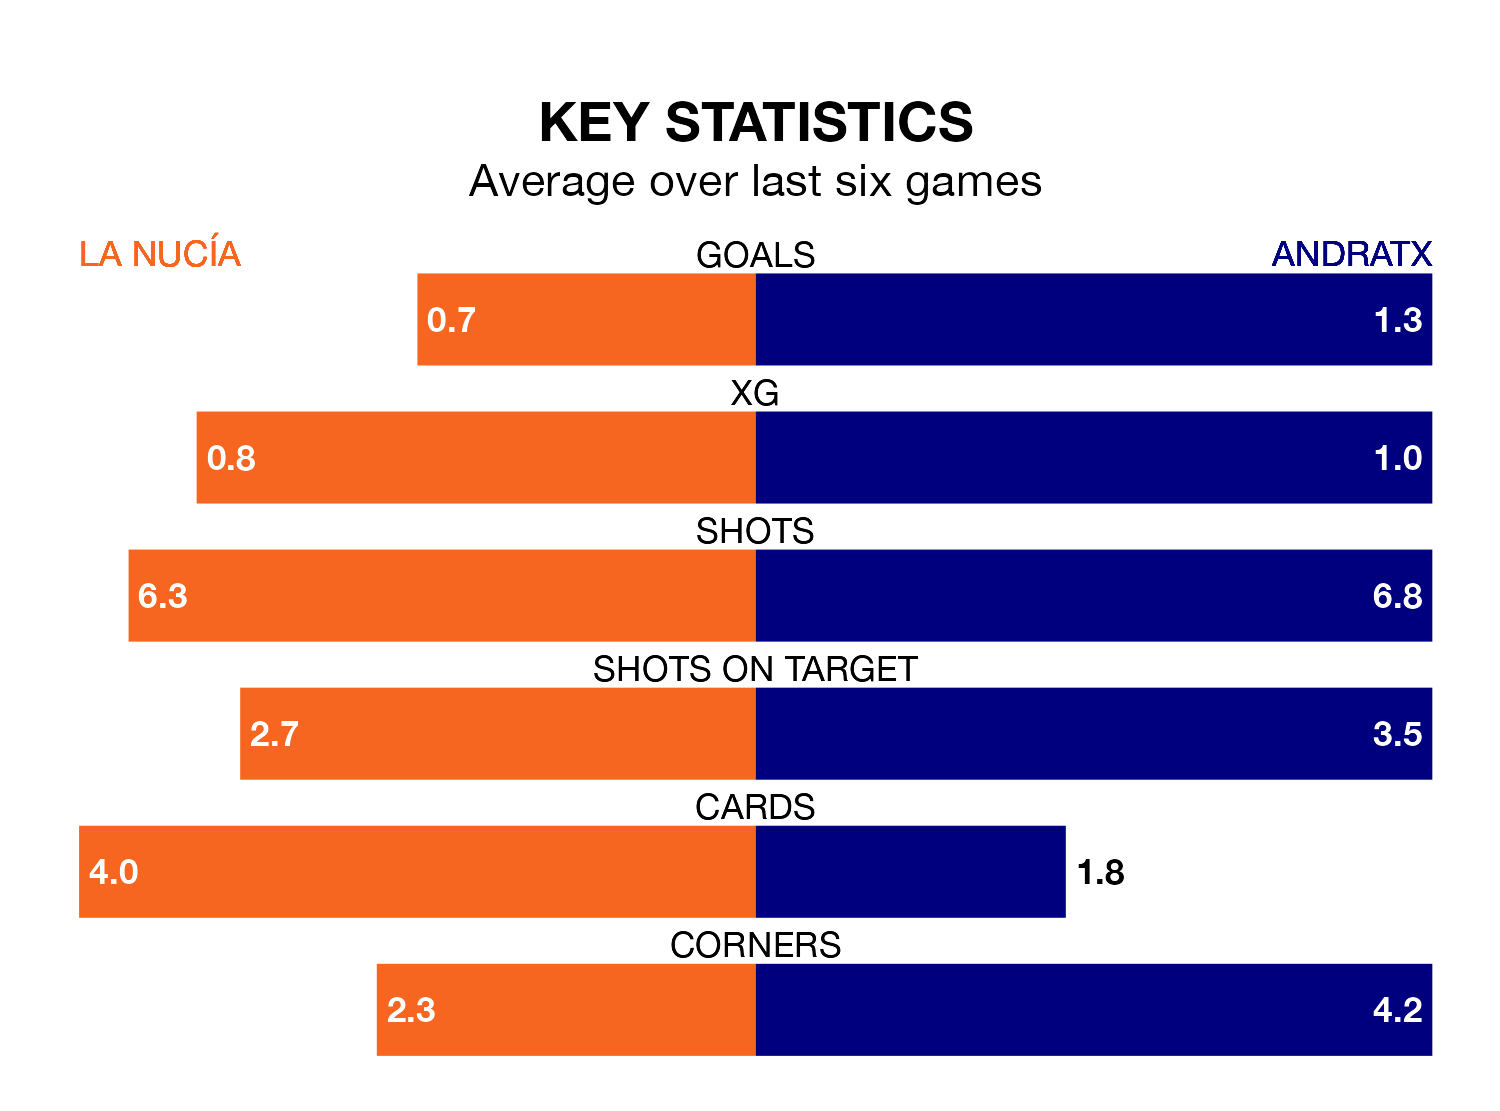 KEY STATISTICS
Average over last six games
LA NUCÍA GOALS ANDRATX
0.7 1.3
XG
0.8 1.0
SHOTS
6.3 6.8
SHOTS ON TARGET
2.7 3.5
CARDS
4.0 1.8
CORNERS
2.3 4.2